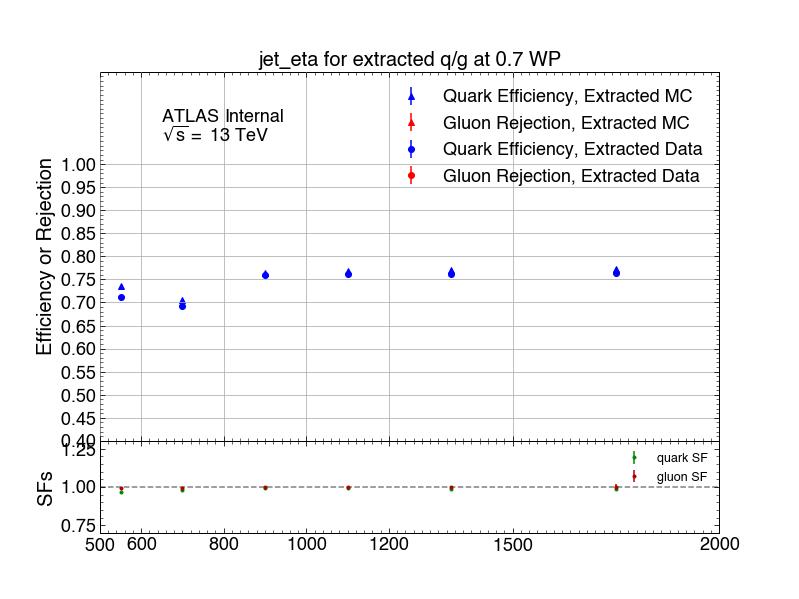 jet_eta for extracted q/g at 0.7 WP
ATLAS Internal
√s = 13 TeV
Quark Efficiency, Extracted MC
Gluon Rejection, Extracted MC
Quark Efficiency, Extracted Data
Gluon Rejection, Extracted Data
Efficiency or Rejection
1.00
0.95
0.90
0.85
0.80
0.75
0.70
0.65
0.60
0.55
0.50
0.45
0.40
SFs
1.25
1.00
0.75
quark SF
gluon SF
500 600 800 1000 1200 1500 2000